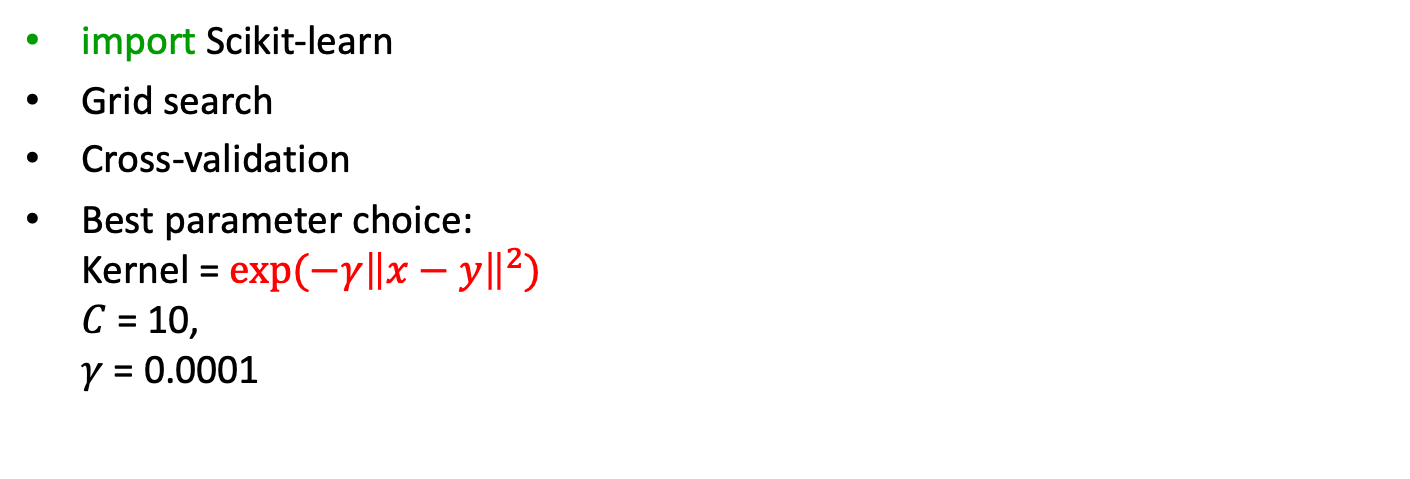 • import Scikit-learn
• Grid search
• Cross-validation
• Best parameter choice:
Kernel = exp(−γ‖x − y‖²)
C = 10,
γ = 0.0001